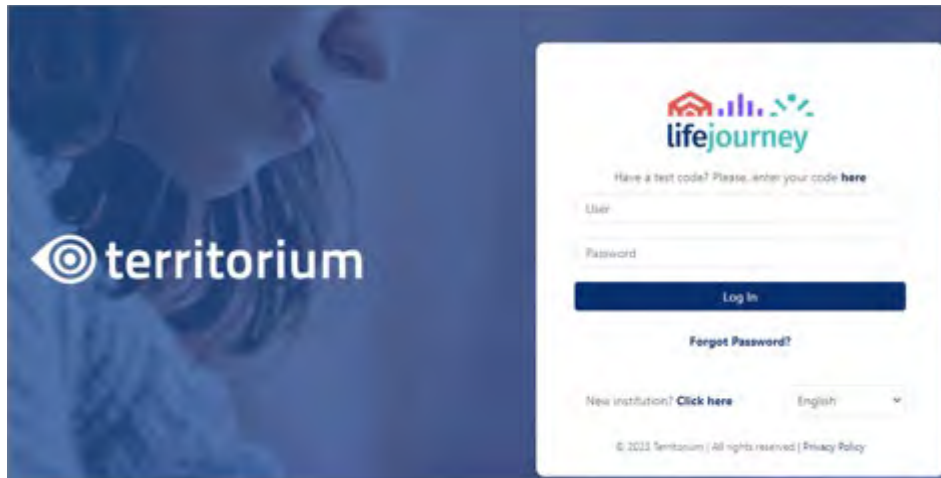 territorium
lifejourney
Have a test code? Please, enter your code here
User
Password
Log In
Forgot Password?
New institution? Click here
English
© 2023 Territorium | All rights reserved | Privacy Policy